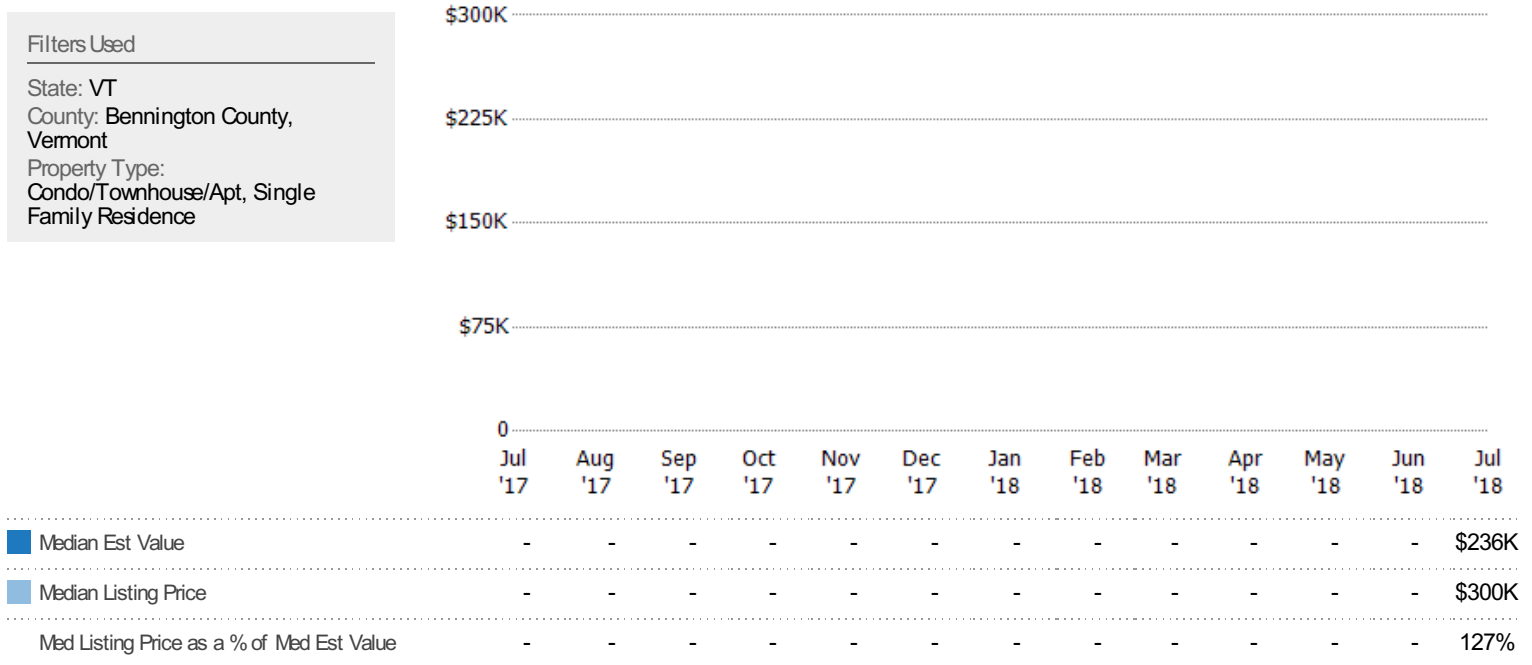 Filters Used
State: VT
County: Bennington County,
Vermont
Property Type:
Condo/Townhouse/Apt, Single
Family Residence
$300K
$225K
$150K
$75K
0
Jul Aug Sep Oct Nov Dec Jan Feb Mar Apr May Jun Jul
'17 '17 '17 '17 '17 '17 '18 '18 '18 '18 '18 '18 '18
Median Est Value - - - - - - - - - - - - $236K
Median Listing Price - - - - - - - - - - - - $300K
Med Listing Price as a % of Med Est Value - - - - - - - - - - - - 127%